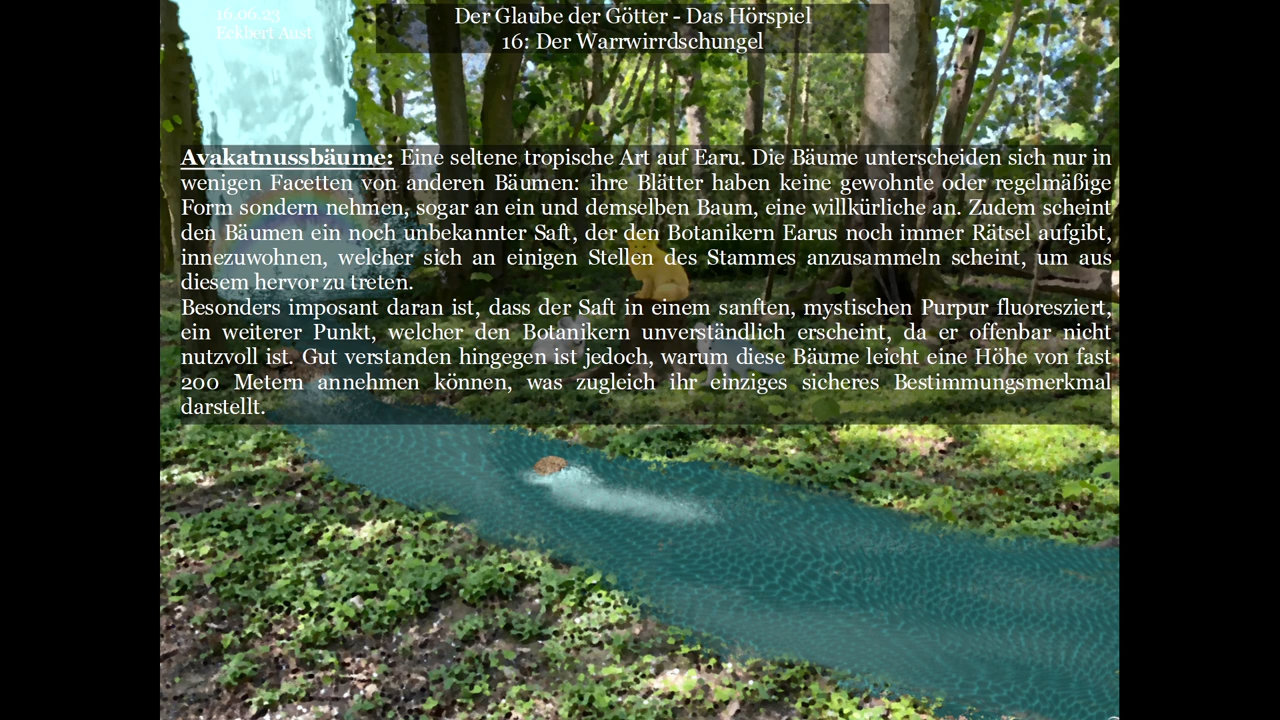 16.06.23
Eckbert Aust
Der Glaube der Götter - Das Hörspiel
16: Der Warrwirrdschungel
Avakatnussbäume: Eine seltene tropische Art auf Earu. Die Bäume unterscheiden sich nur in
wenigen Facetten von anderen Bäumen: ihre Blätter haben keine gewohnte oder regelmäßige
Form sondern nehmen, sogar an ein und demselben Baum, eine willkürliche an. Zudem scheint
den Bäumen ein noch unbekannter Saft, der den Botanikern Earus noch immer Rätsel aufgibt,
innezuwohnen, welcher sich an einigen Stellen des Stammes anzusammeln scheint, um aus
diesem hervor zu treten.
Besonders imposant daran ist, dass der Saft in einem sanften, mystischen Purpur fluoresziert,
ein weiterer Punkt, welcher den Botanikern unverständlich erscheint, da er offenbar nicht
nutzvoll ist. Gut verstanden hingegen ist jedoch, warum diese Bäume leicht eine Höhe von fast
200 Metern annehmen können, was zugleich ihr einziges sicheres Bestimmungsmerkmal
darstellt.